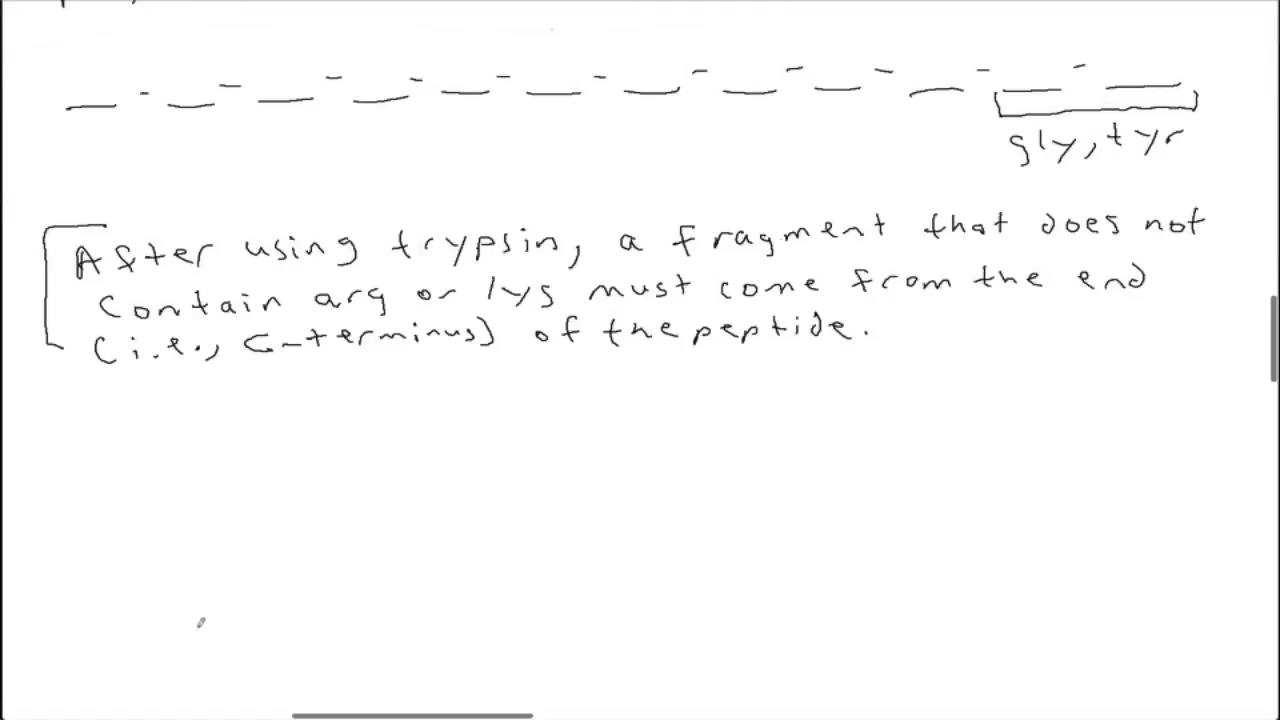 gly, tyr
After using trypsin, a fragment that does not
contain arg or lys must come from the end
(i.e., C-terminus) of the peptide.